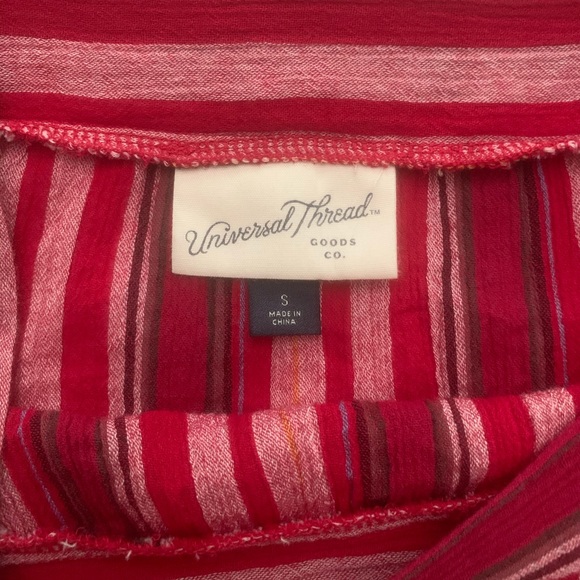 Universal Thread™
GOODS
CO.
S
MADE IN
CHINA